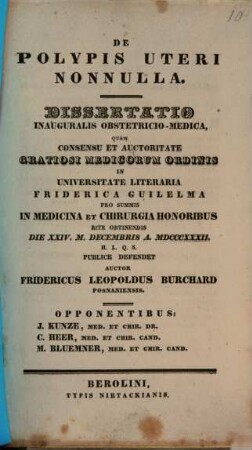 10.
DE
POLYPIS UTERI
NONNULLA.
DISSERTATIO
INAUGURALIS OBSTETRICIO-MEDICA,
QUAM
CONSENSU ET AUCTORITATE
GRATIOSI MEDICORUM ORDINIS
IN
UNIVERSITATE LITERARIA
FRIDERICA GUILELMA
PRO SUMMIS
IN MEDICINA ET CHIRURGIA HONORIBUS
RITE OBTINENDIS
DIE XXIV. M. DECEMBRIS A. MDCCCXXXII.
H. L. Q. S.
PUBLICE DEFENDET
AUCTOR
FRIDERICUS LEOPOLDUS BURCHARD
POSNANIENSIS.
OPPONENTIBUS:
J. KUNZE, MED. ET CHIR. DR.
C. HEER, MED. ET CHIR. CAND.
M. BLUEMNER, MED. ET CHIR. CAND.
BEROLINI,
TYPIS NIETACKIANIS.